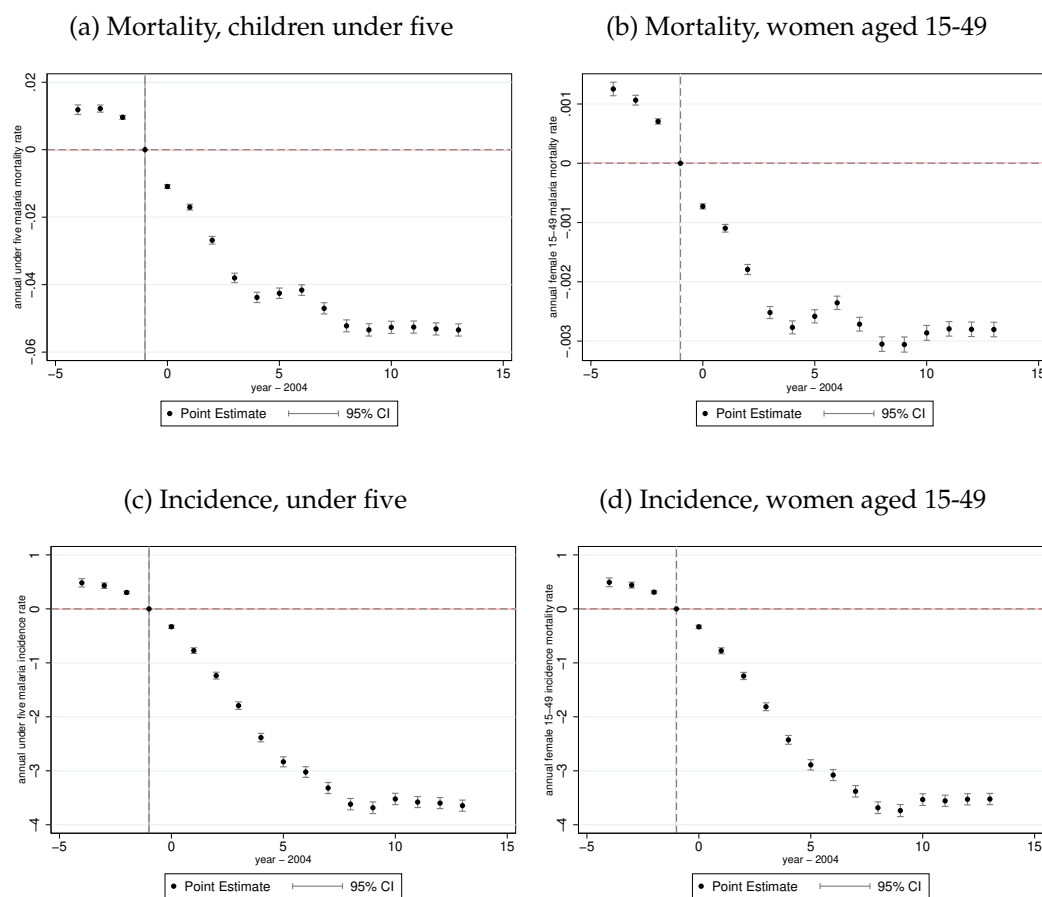 (a) Mortality, children under five
annual under five malaria mortality rate
.02
0
-.02
-.04
-.06
-5
0
5
10
15
year - 2004
Point Estimate
95% CI
(b) Mortality, women aged 15-49
annual female 15-49 malaria mortality rate
.001
0
-.001
-.002
-.003
-5
0
5
10
15
year - 2004
Point Estimate
95% CI
(c) Incidence, under five
annual under five malaria incidence rate
1
0
-1
-2
-3
-4
-5
0
5
10
15
year - 2004
Point Estimate
95% CI
(d) Incidence, women aged 15-49
annual female 15-49 incidence mortality rate
1
0
-1
-2
-3
-4
-5
0
5
10
15
year - 2004
Point Estimate
95% CI